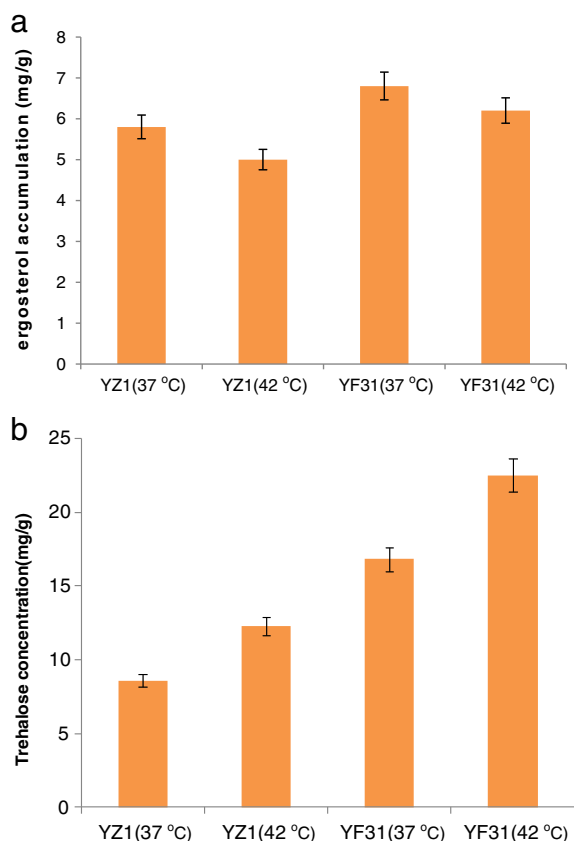 a
ergosterol accumulation (mg/g)
8
7
6
5
4
3
2
1
0
YZ1(37 °C) YZ1(42 °C) YF31(37 °C) YF31(42 °C)
b
Trehalose concentration(mg/g)
25
20
15
10
5
0
YZ1(37 °C) YZ1(42 °C) YF31(37 °C) YF31(42 °C)